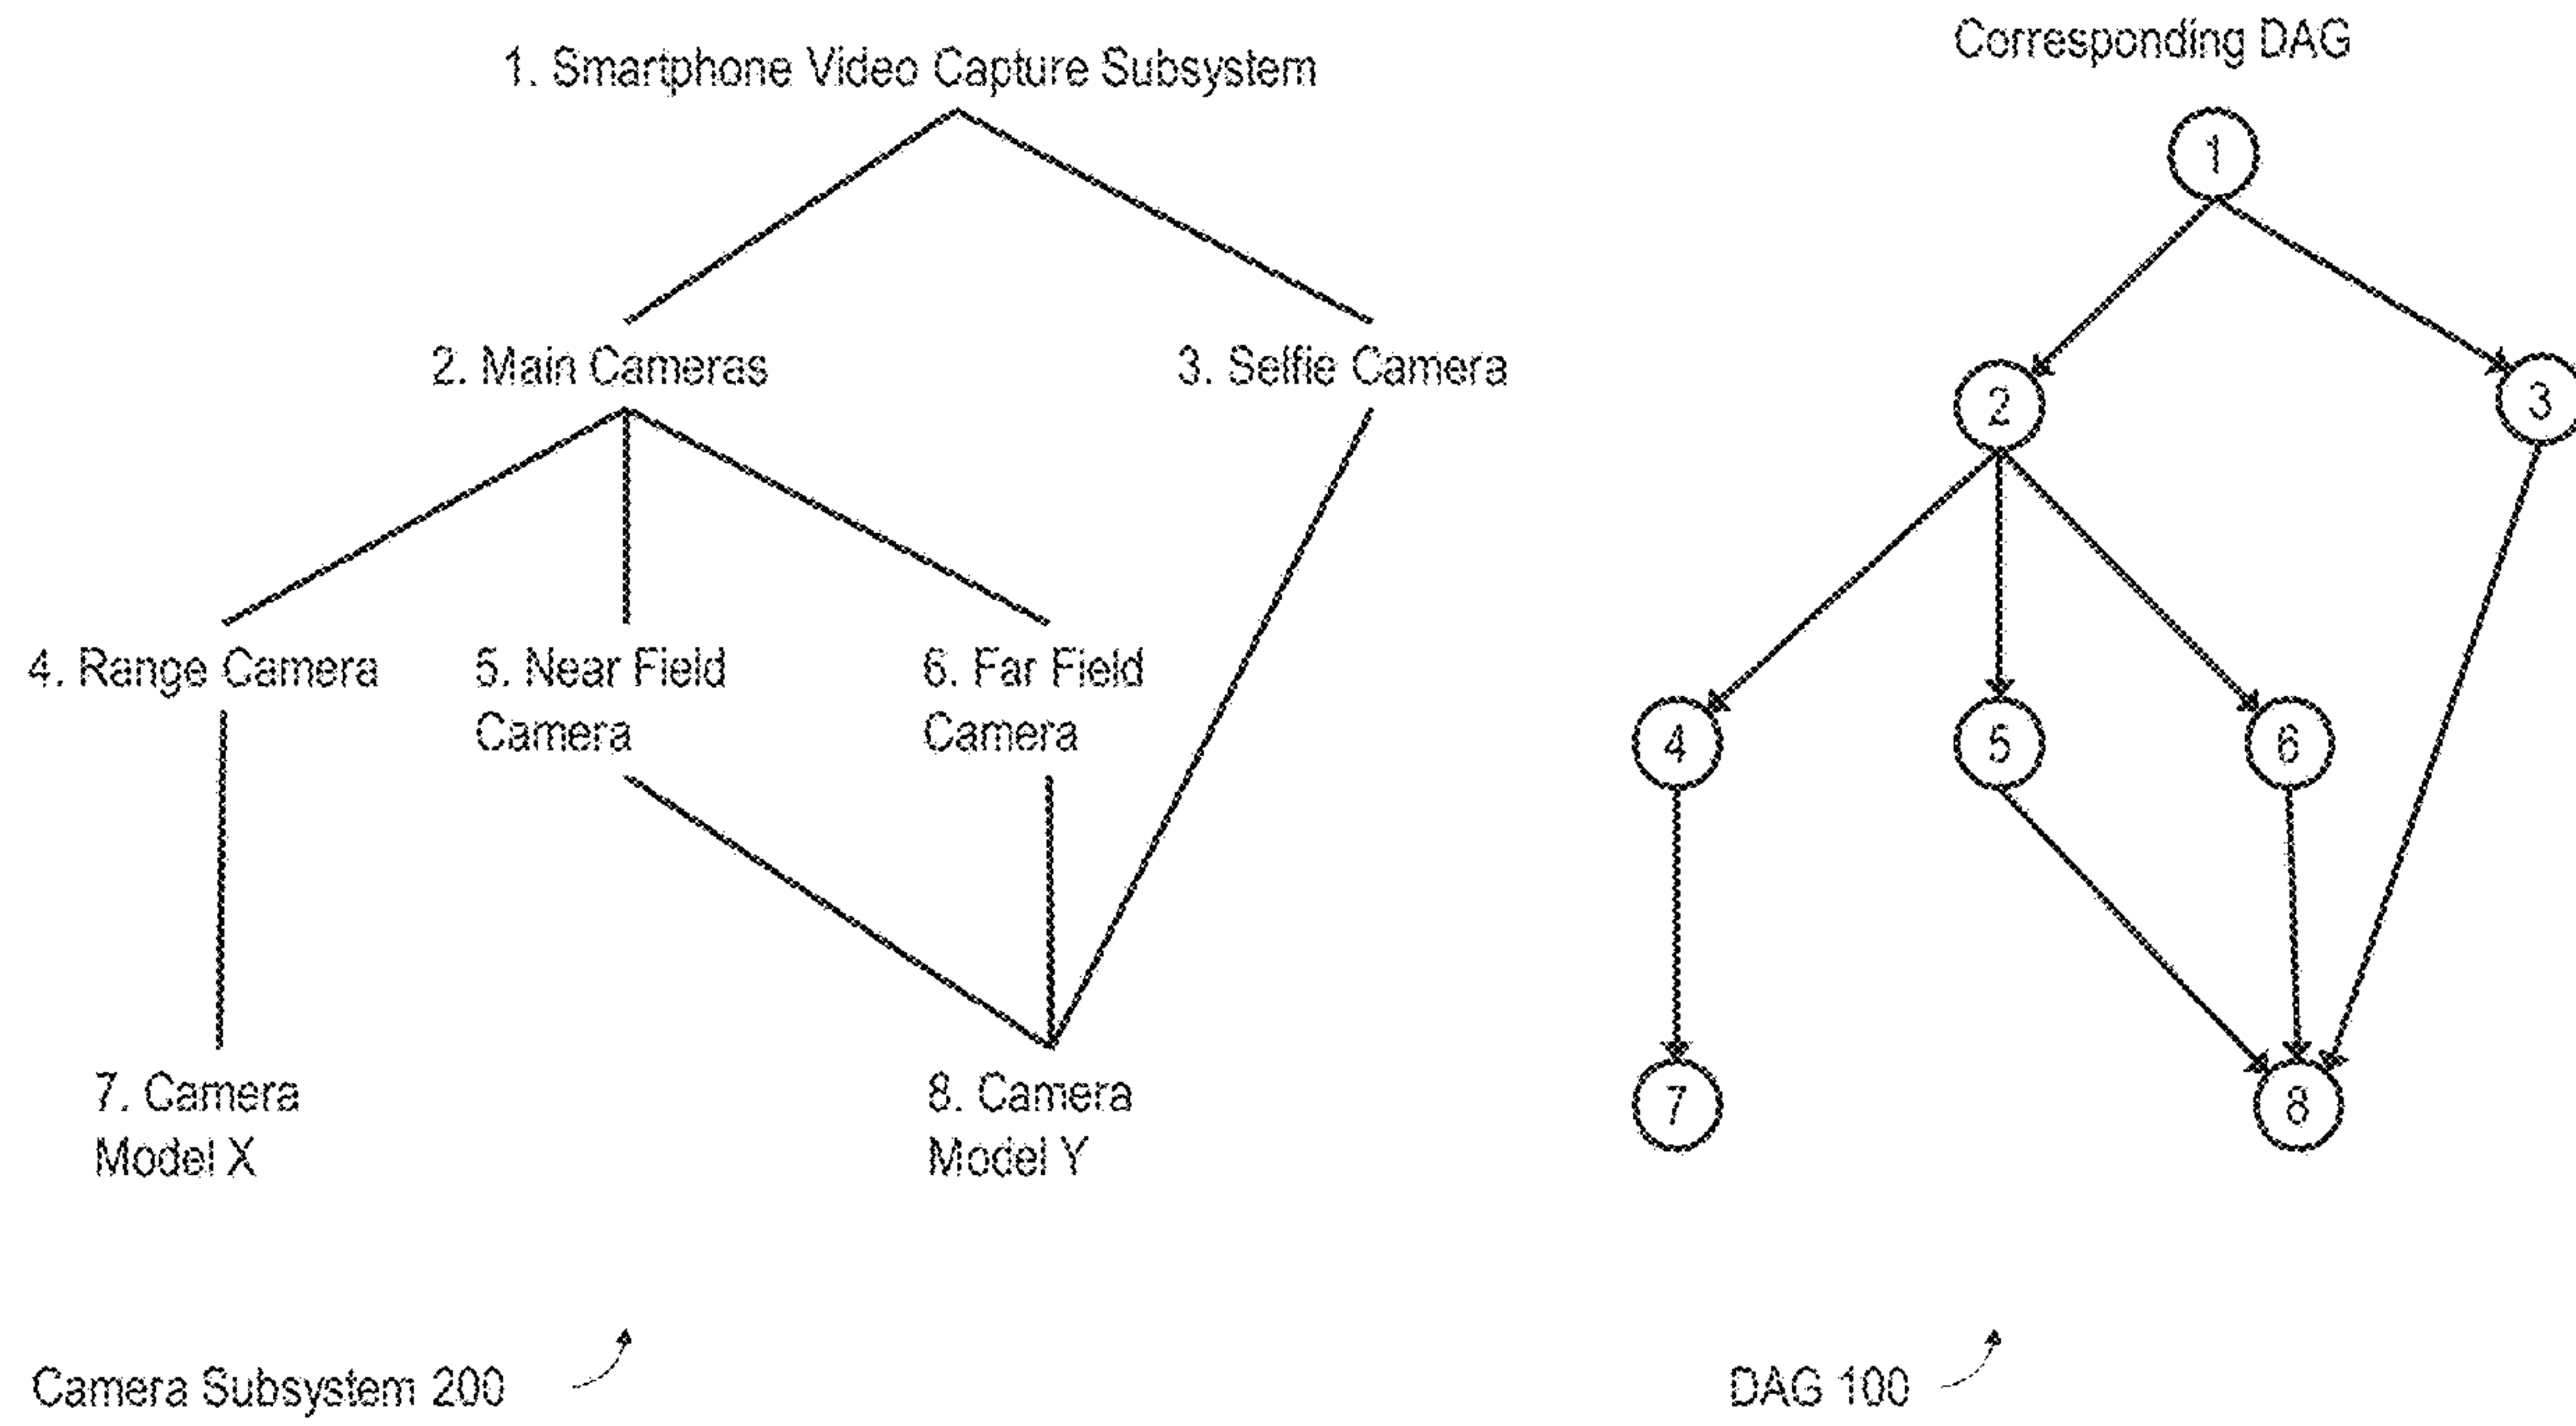 Corresponding DAG
1. Smartphone Video Capture Subsystem
1
2. Main Cameras
3. Selfie Camera
2
3
4. Range Camera
5. Near Field
Camera
6. Far Field
Camera
4
5
6
7. Camera
Model X
8. Camera
Model Y
7
8
Camera Subsystem 200
DAG 100